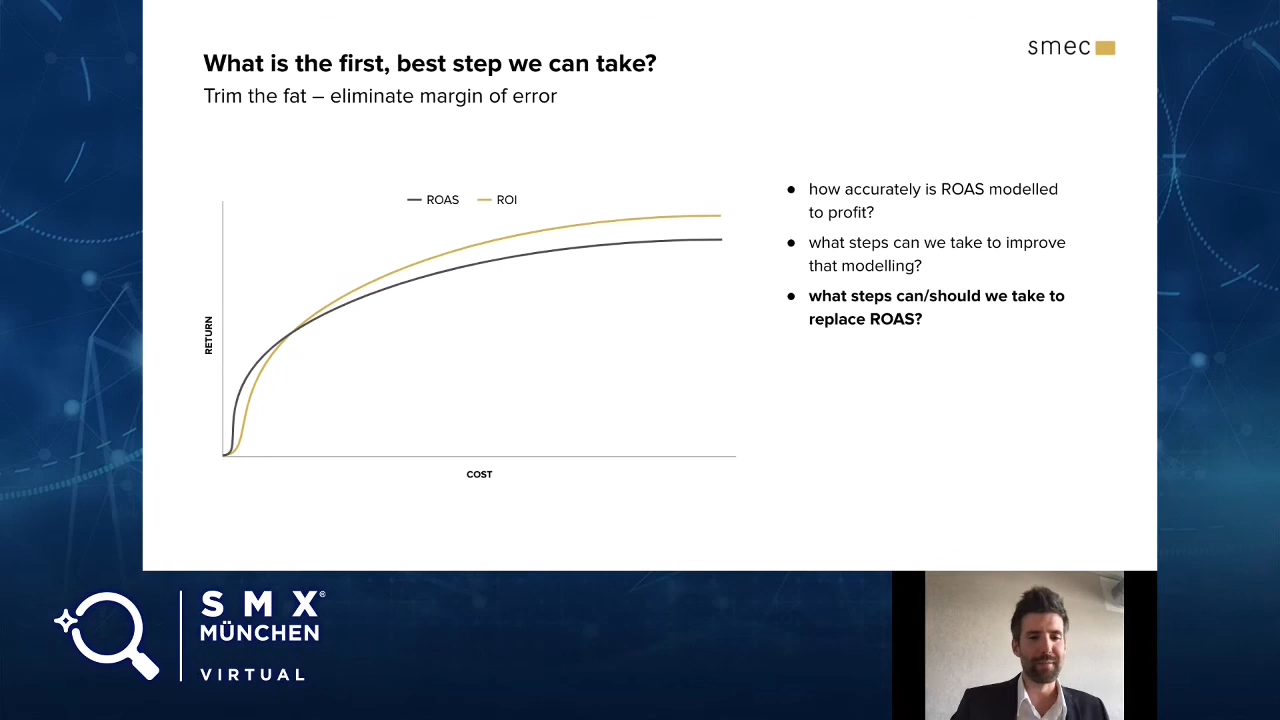 What is the first, best step we can take?
Trim the fat – eliminate margin of error
smec
ROAS
ROI
RETURN
COST
● how accurately is ROAS modelled
to profit?
● what steps can we take to improve
that modelling?
● what steps can/should we take to
replace ROAS?
SMX®
MÜNCHEN
VIRTUAL